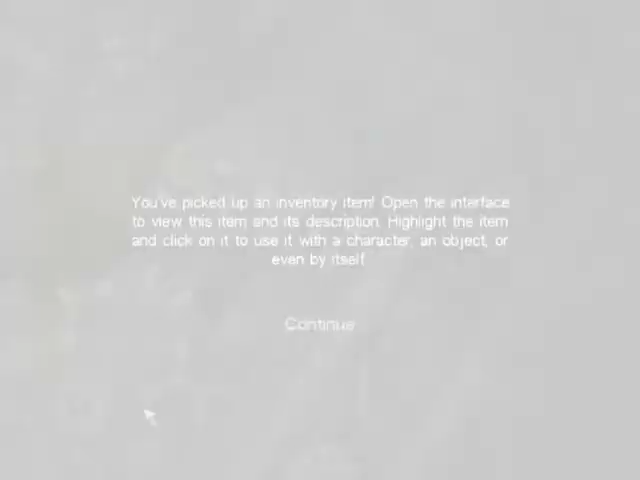 You've picked up an inventory item! Open the interface
to view this item and its description. Highlight the item
and click on it to use it with a character, an object, or
even by itself.
Continue